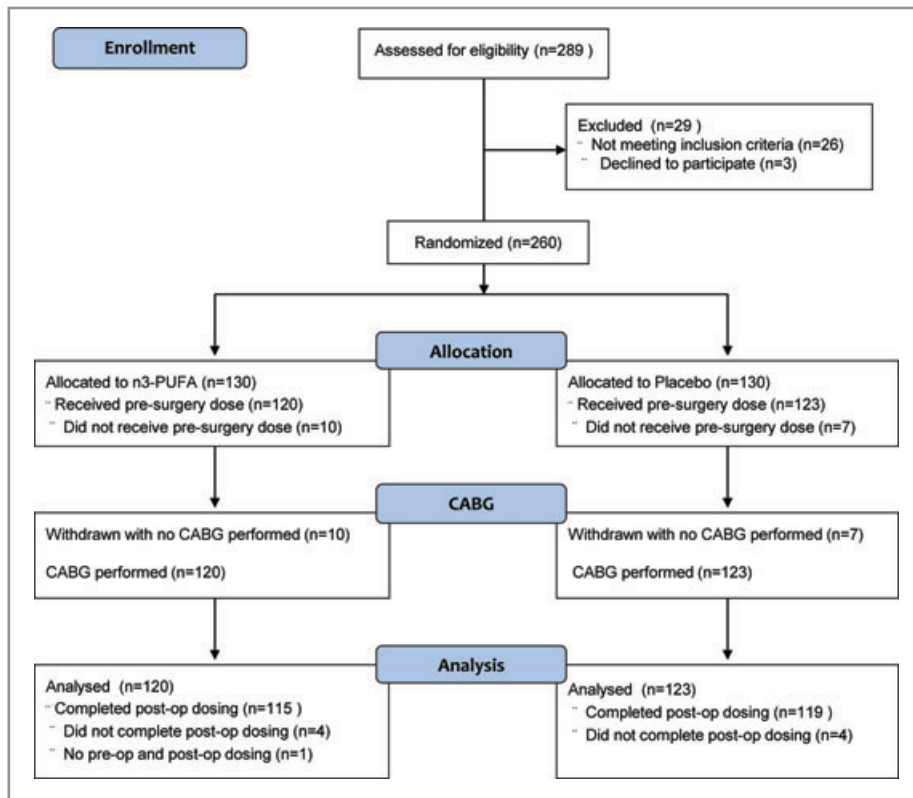 Enrollment
Assessed for eligibility (n=289 )
Excluded (n=29 )
¨ Not meeting inclusion criteria (n=26)
¨ Declined to participate (n=3)
Randomized (n=260)
Allocation
Allocated to n3-PUFA (n=130)
¨ Received pre-surgery dose (n=120)
¨ Did not receive pre-surgery dose (n=10)
Allocated to Placebo (n=130)
¨ Received pre-surgery dose (n=123)
¨ Did not receive pre-surgery dose (n=7)
CABG
Withdrawn with no CABG performed (n=10)
CABG performed (n=120)
Withdrawn with no CABG performed (n=7)
CABG performed (n=123)
Analysis
Analysed (n=120)
¨ Completed post-op dosing (n=115 )
¨ Did not complete post-op dosing (n=4)
¨ No pre-op and post-op dosing (n=1)
Analysed (n=123)
¨ Completed post-op dosing (n=119 )
¨ Did not complete post-op dosing (n=4)